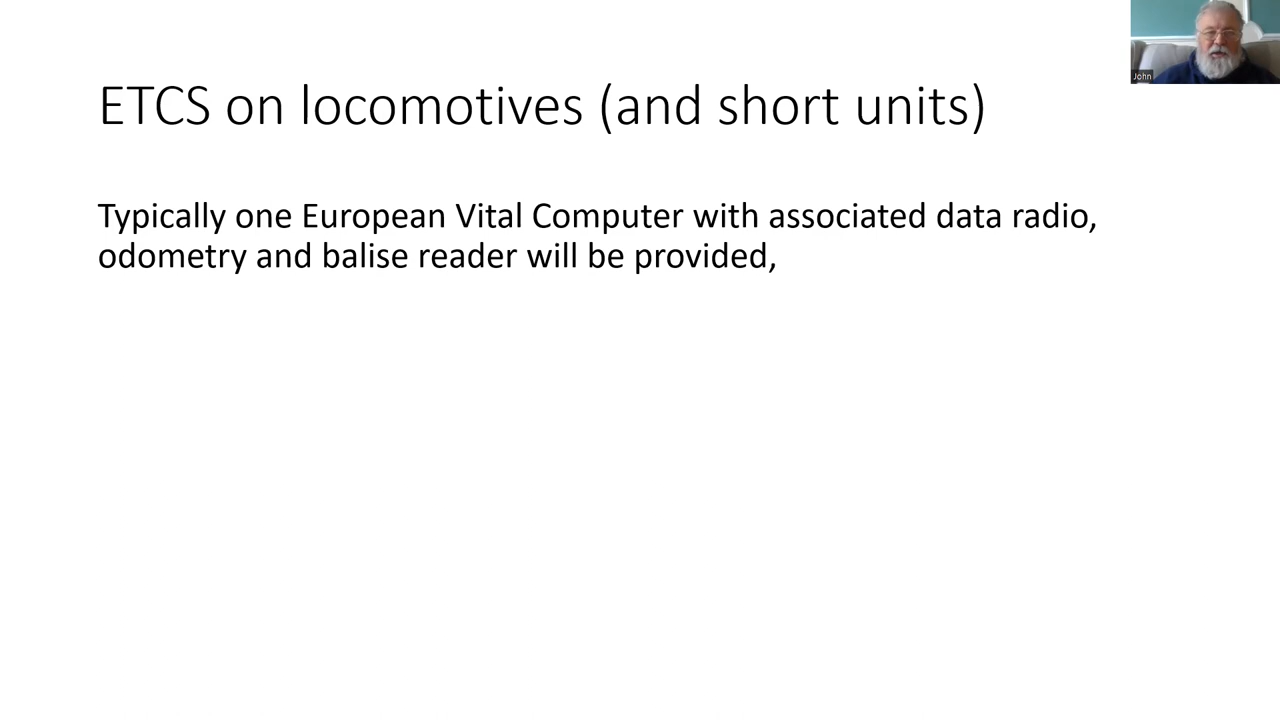 John
ETCS on locomotives (and short units)
Typically one European Vital Computer with associated data radio,
odometry and balise reader will be provided,